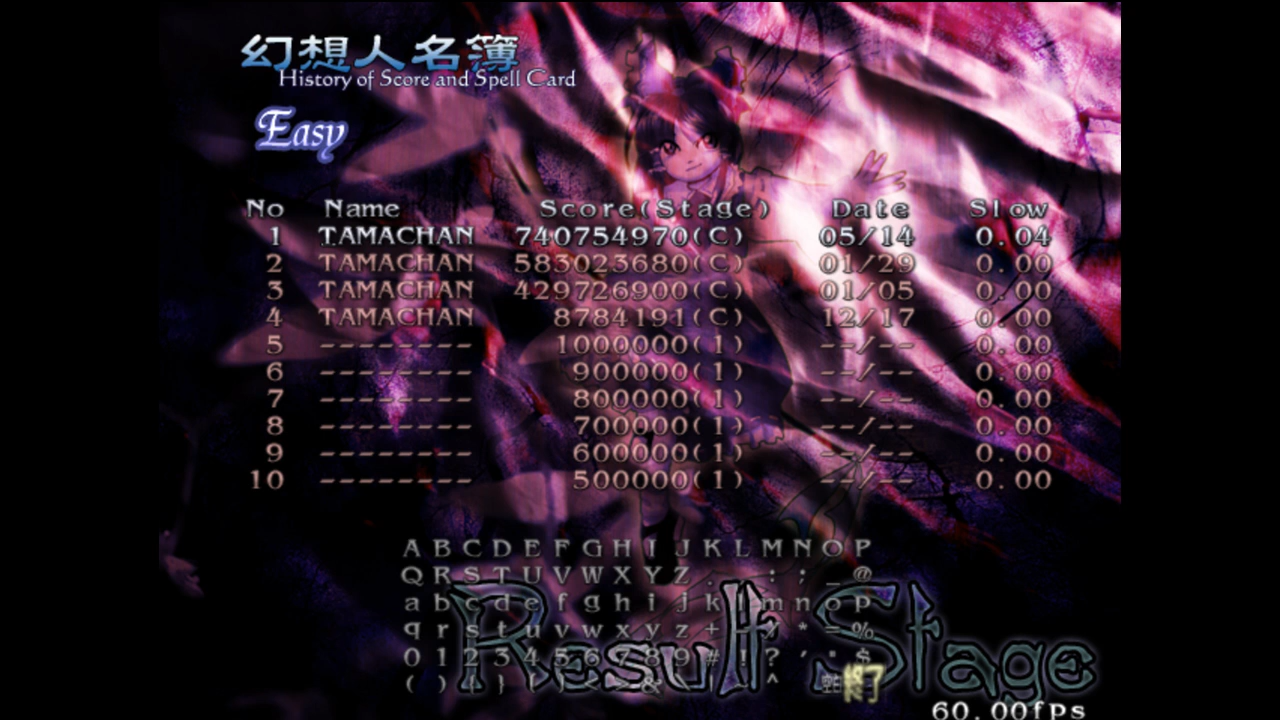 幻想人名簿
History of Score and Spell Card
Easy
No Name Score(Stage) Date Slow
1 TAMACHAN 740754970(C) 05/14 0.04
2 TAMACHAN 583023680(C) 01/29 0.00
3 TAMACHAN 429726900(C) 01/05 0.00
4 TAMACHAN 8784191(C) 12/17 0.00
5 -------- 1000000(1) --/-- 0.00
6 -------- 900000(1) --/-- 0.00
7 -------- 800000(1) --/-- 0.00
8 -------- 700000(1) --/-- 0.00
9 -------- 600000(1) --/-- 0.00
10 -------- 500000(1) --/-- 0.00
A B C D E F G H I J K L M N O P
Q R S T U V W X Y Z . : ; _ @
a b c d e f g h i j k l m n o p
q r s t u v w x y z + / * = %
0 1 2 3 4 5 6 7 8 9 # ! ? ' " $
( ) { } & ^ 空白 終了
Result Stage
60.00fps